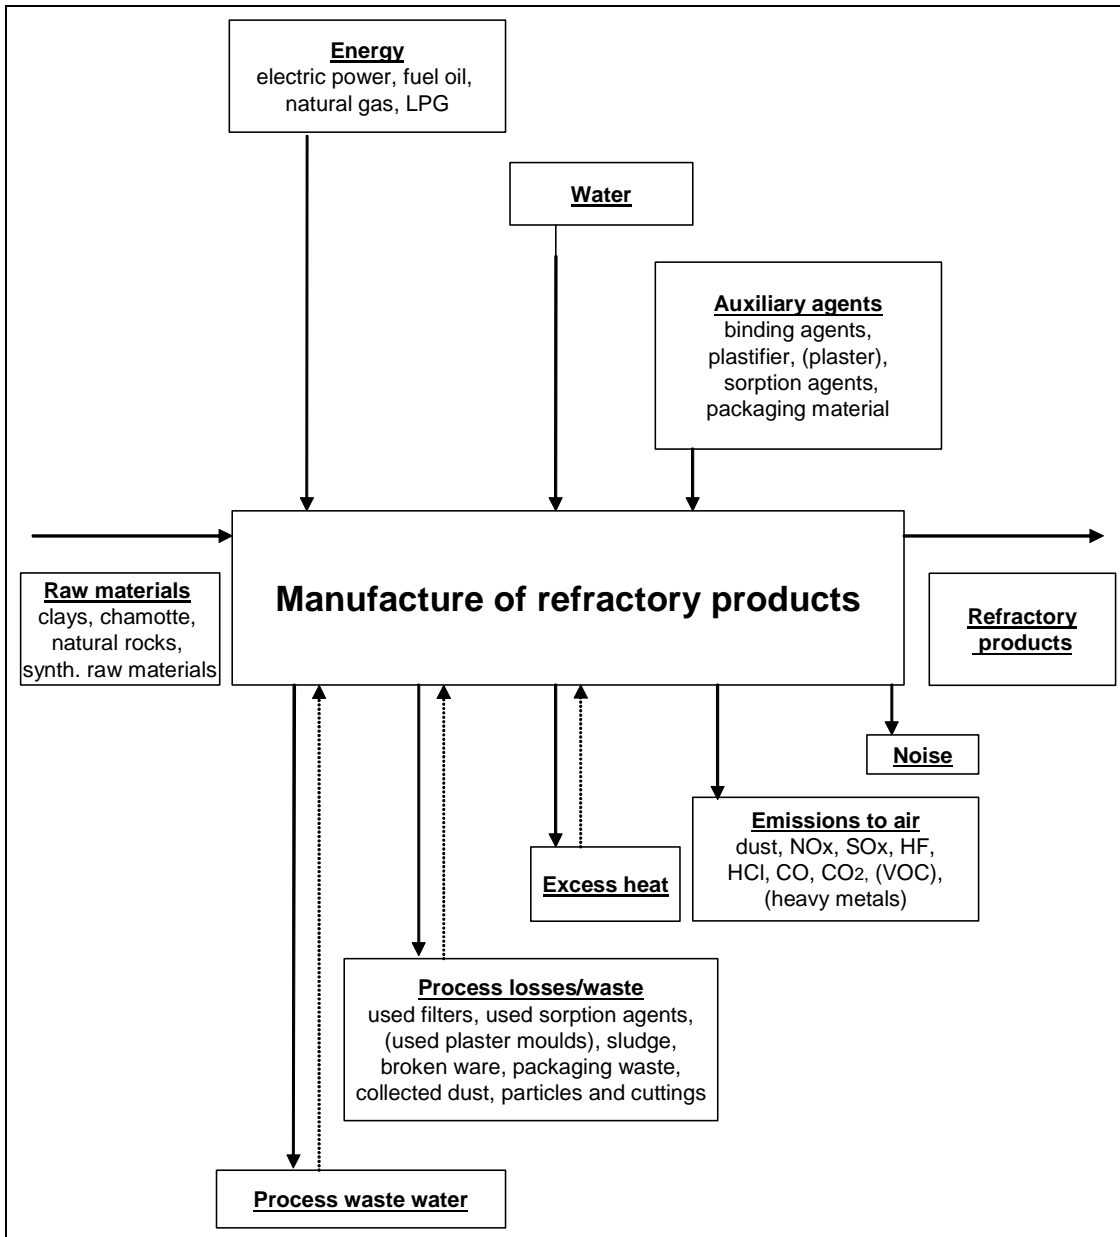 Energy
electric power, fuel oil,
natural gas, LPG
Water
Auxiliary agents
binding agents,
plastifier, (plaster),
sorption agents,
packaging material
Raw materials
clays, chamotte,
natural rocks,
synth. raw materials
Manufacture of refractory products
Refractory
products
Noise
Emissions to air
dust, NOx, SOx, HF,
HCl, CO, CO2, (VOC),
(heavy metals)
Excess heat
Process losses/waste
used filters, used sorption agents,
(used plaster moulds), sludge,
broken ware, packaging waste,
collected dust, particles and cuttings
Process waste water